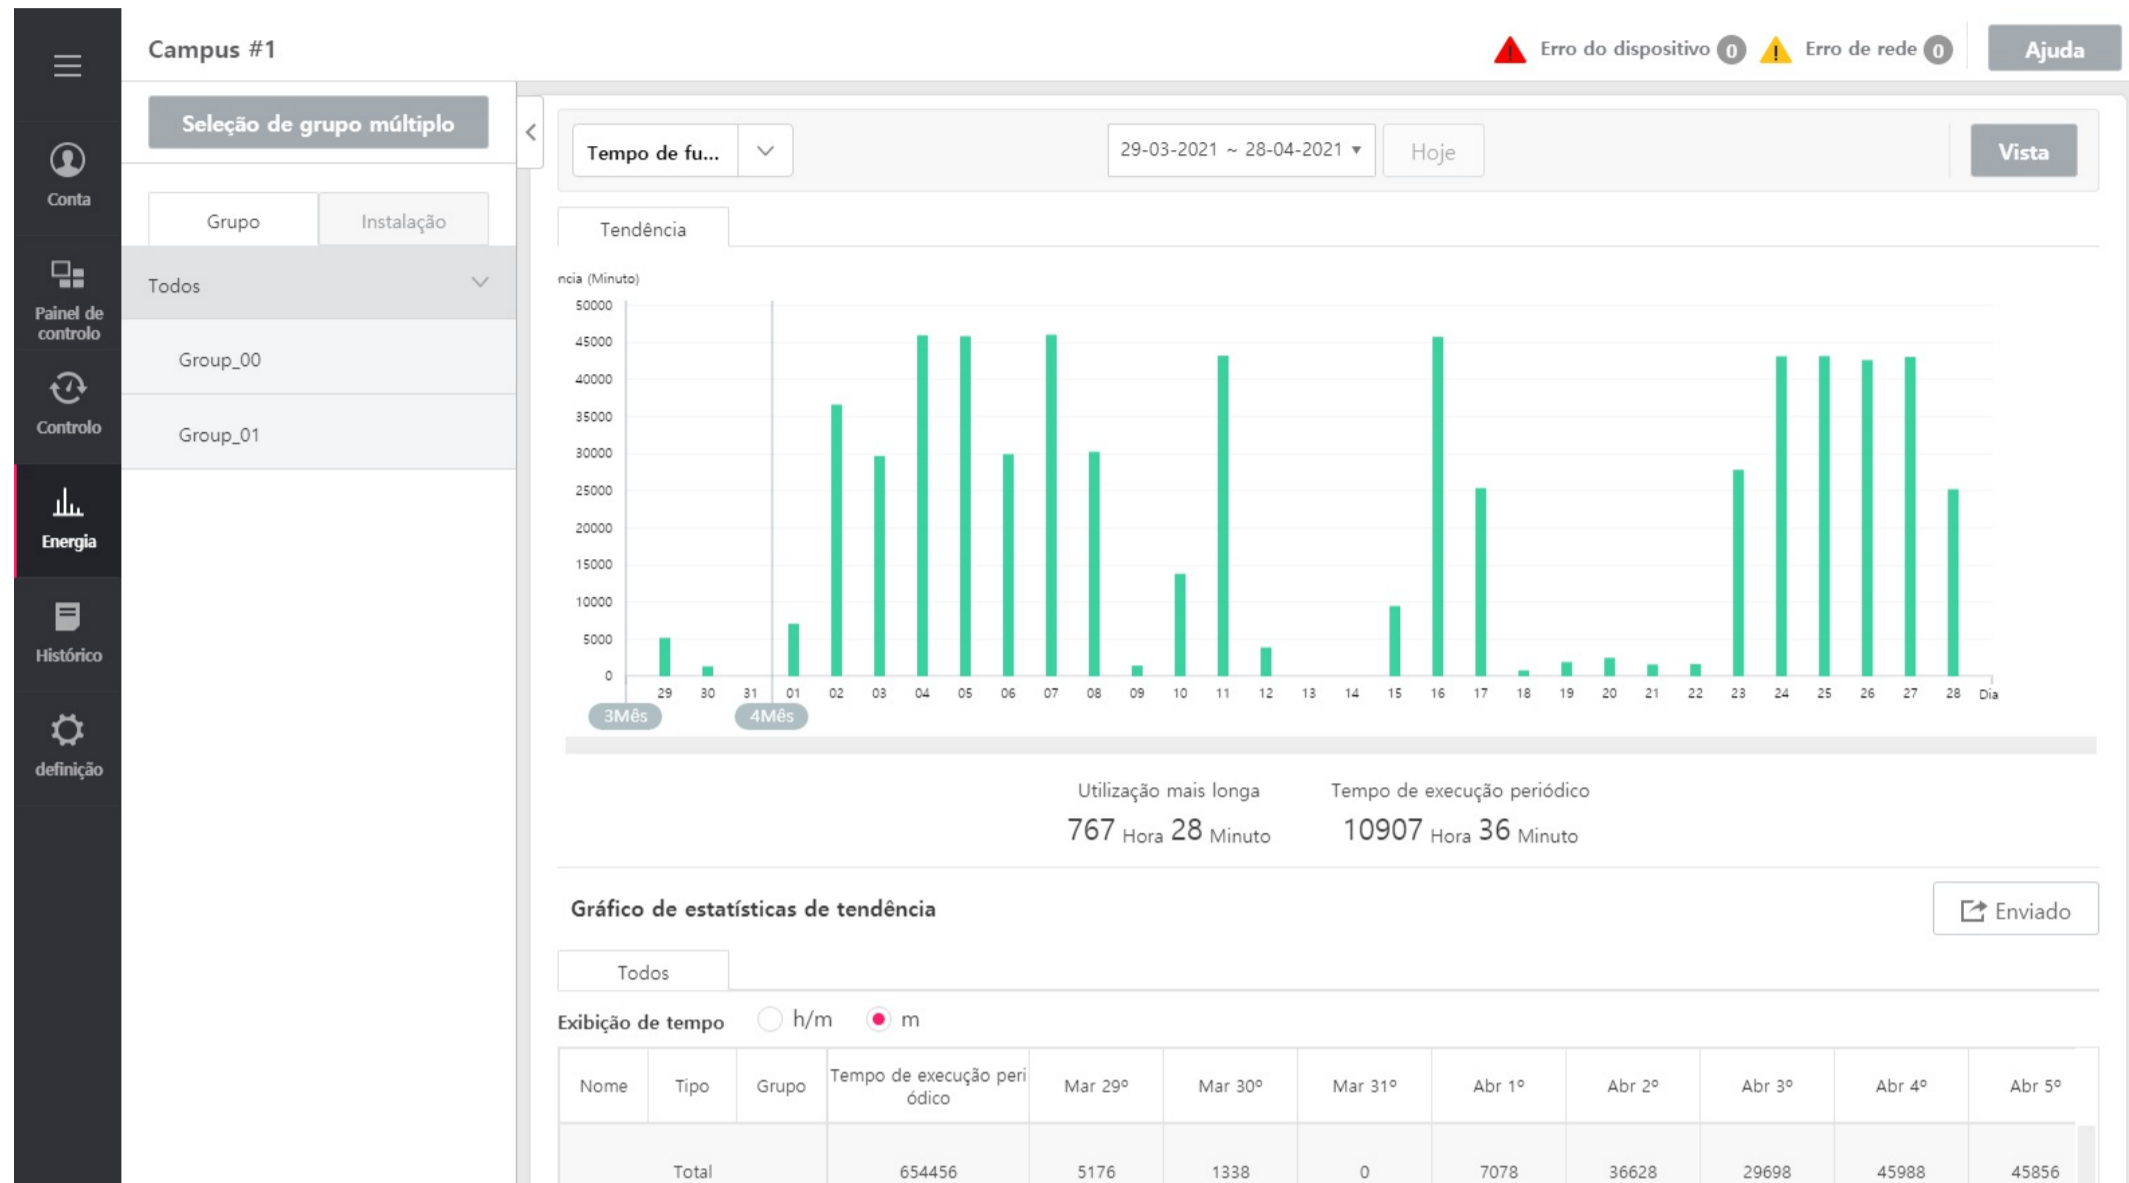 Campus #1
Erro do dispositivo 0
Erro de rede 0
Ajuda
Conta
Painel de
controlo
Controlo
Energia
Histórico
definição
Seleção de grupo múltiplo
Grupo
Instalação
Todos
Group_00
Group_01
Tempo de fu...
29-03-2021 ~ 28-04-2021
Hoje
Vista
Tendência
ncia (Minuto)
50000
45000
40000
35000
30000
25000
20000
15000
10000
5000
0
29 30 31 01 02 03 04 05 06 07 08 09 10 11 12 13 14 15 16 17 18 19 20 21 22 23 24 25 26 27 28 Dia
3Mês 4Mês
Utilização mais longa
767 Hora 28 Minuto
Tempo de execução periódico
10907 Hora 36 Minuto
Gráfico de estatísticas de tendência
Enviado
Todos
Exibição de tempo h/m m
Nome Tipo Grupo Tempo de execução peri
ódico Mar 29º Mar 30º Mar 31º Abr 1º Abr 2º Abr 3º Abr 4º Abr 5º
Total 654456 5176 1338 0 7078 36628 29698 45988 45856